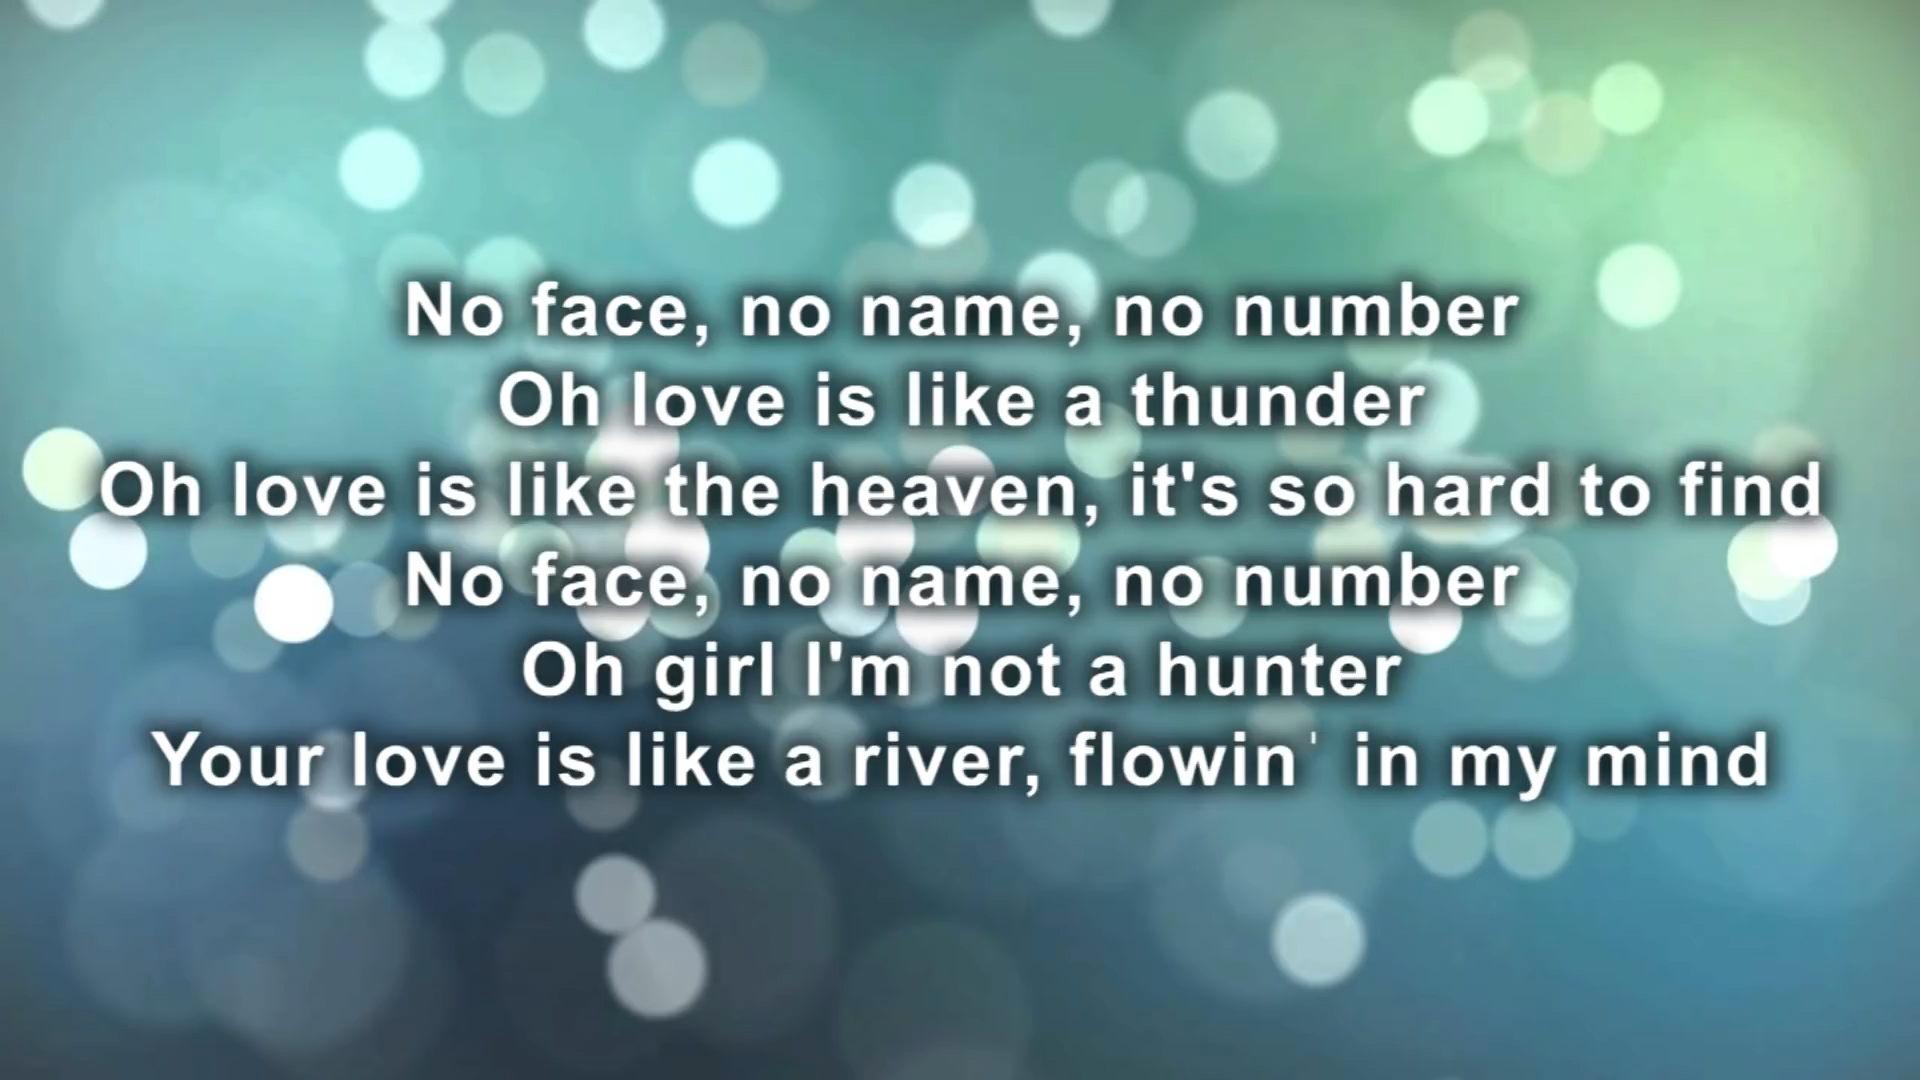 No face, no name, no number
Oh love is like a thunder
Oh love is like the heaven, it's so hard to find
No face, no name, no number
Oh girl I'm not a hunter
Your love is like a river, flowin' in my mind